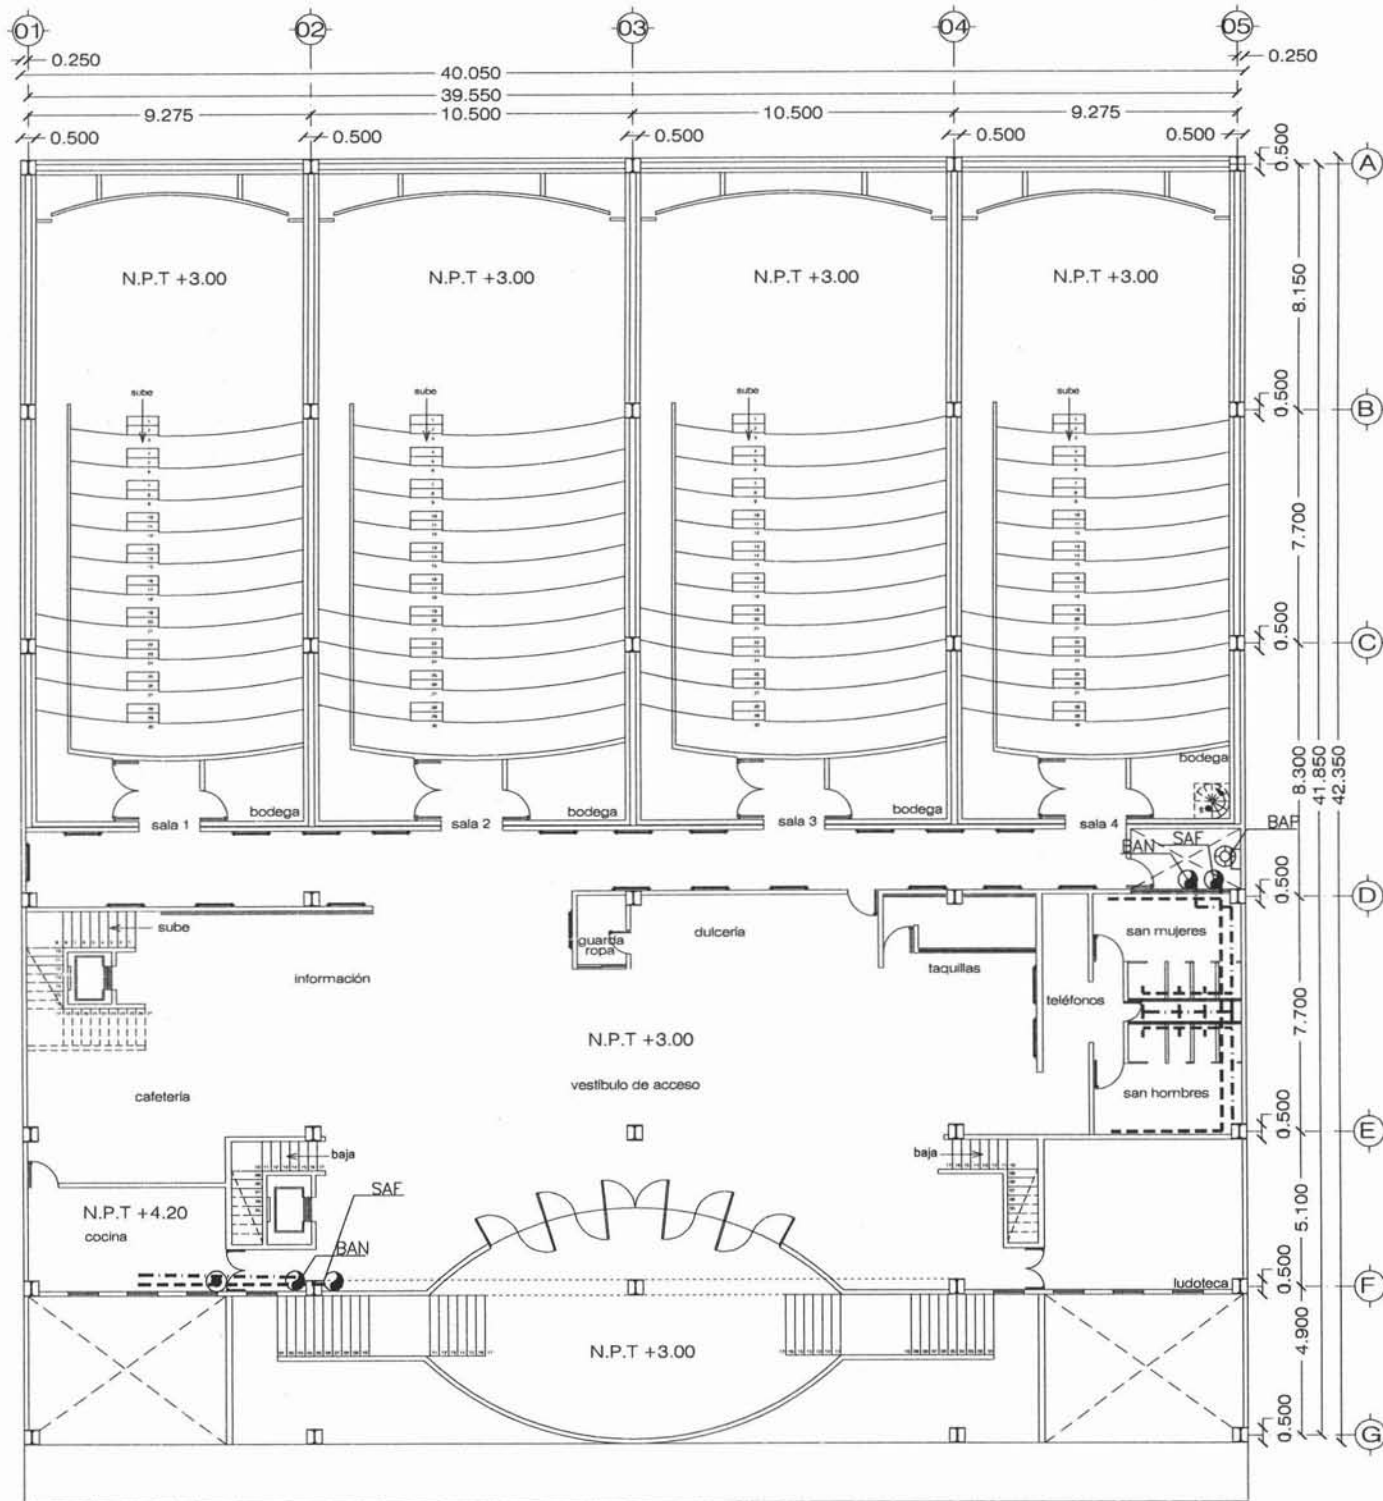 01 02 03 04 05
0.250 0.250
40.050
39.550
9.275 10.500 10.500 9.275
0.500 0.500 0.500 0.500 0.500
0.500
A
N.P.T +3.00 N.P.T +3.00 N.P.T +3.00 N.P.T +3.00
8.150
sube sube sube sube
0.500
B
7.700
0.500
C
bodega
8.300
41.850
42.350
bodega bodega bodega
sala 1 sala 2 sala 3 sala 4
BAN SAF BAF
0.500
D
sube
guarda
ropa
dulcería
san mujeres
información
taquillas
teléfonos
7.700
N.P.T +3.00
vestíbulo de acceso
cafetería
san hombres
0.500
E
baja baja
SAF
N.P.T +4.20
cocina
5.100
BAN
ludoteca
0.500
F
N.P.T +3.00
4.900
0.500
G